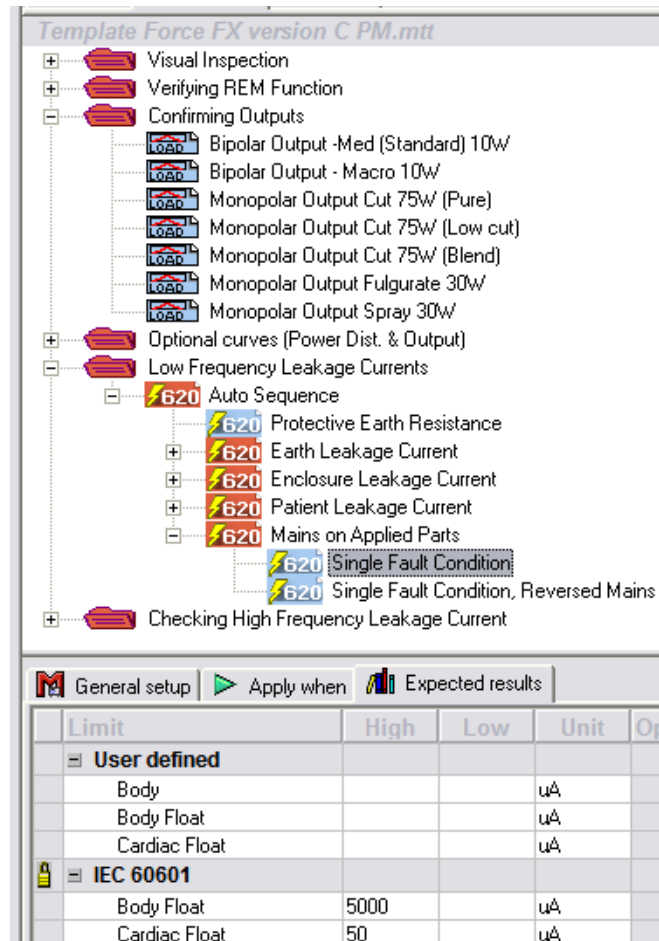 Template Force FX version C PM.mtt
Visual Inspection
Verifying REM Function
Confirming Outputs
LOAD Bipolar Output -Med (Standard) 10W
LOAD Bipolar Output - Macro 10W
LOAD Monopolar Output Cut 75W (Pure)
LOAD Monopolar Output Cut 75W (Low cut)
LOAD Monopolar Output Cut 75W (Blend)
LOAD Monopolar Output Fulgurate 30W
LOAD Monopolar Output Spray 30W
Optional curves (Power Dist. & Output)
Low Frequency Leakage Currents
620 Auto Sequence
620 Protective Earth Resistance
620 Earth Leakage Current
620 Enclosure Leakage Current
620 Patient Leakage Current
620 Mains on Applied Parts
620 Single Fault Condition
620 Single Fault Condition, Reversed Mains
Checking High Frequency Leakage Current
M General setup Apply when Expected results
Limit High Low Unit Op
User defined
Body uA
Body Float uA
Cardiac Float uA
IEC 60601
Body Float 5000 uA
Cardiac Float 50 uA